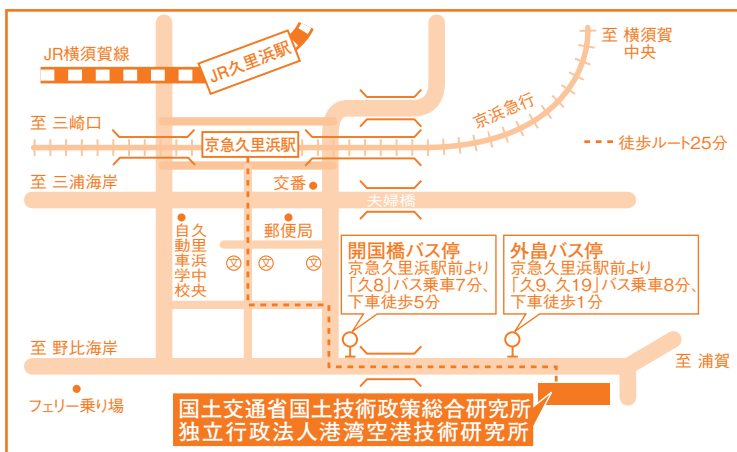 JR横須賀線
JR久里浜駅
至 横須賀
中央
京浜急行
至 三崎口
京急久里浜駅
徒歩ルート25分
至 三浦海岸
交番
夫婦橋
久里浜中央
自動車学校
郵便局
文
文
文
開国橋バス停
京急久里浜駅前より
「久8」バス乗車7分、
下車徒歩5分
外畠バス停
京急久里浜駅前より
「久9、久19」バス乗車8分、
下車徒歩1分
至 野比海岸
至 浦賀
フェリー乗り場
国土交通省国土技術政策総合研究所
独立行政法人港湾空港技術研究所